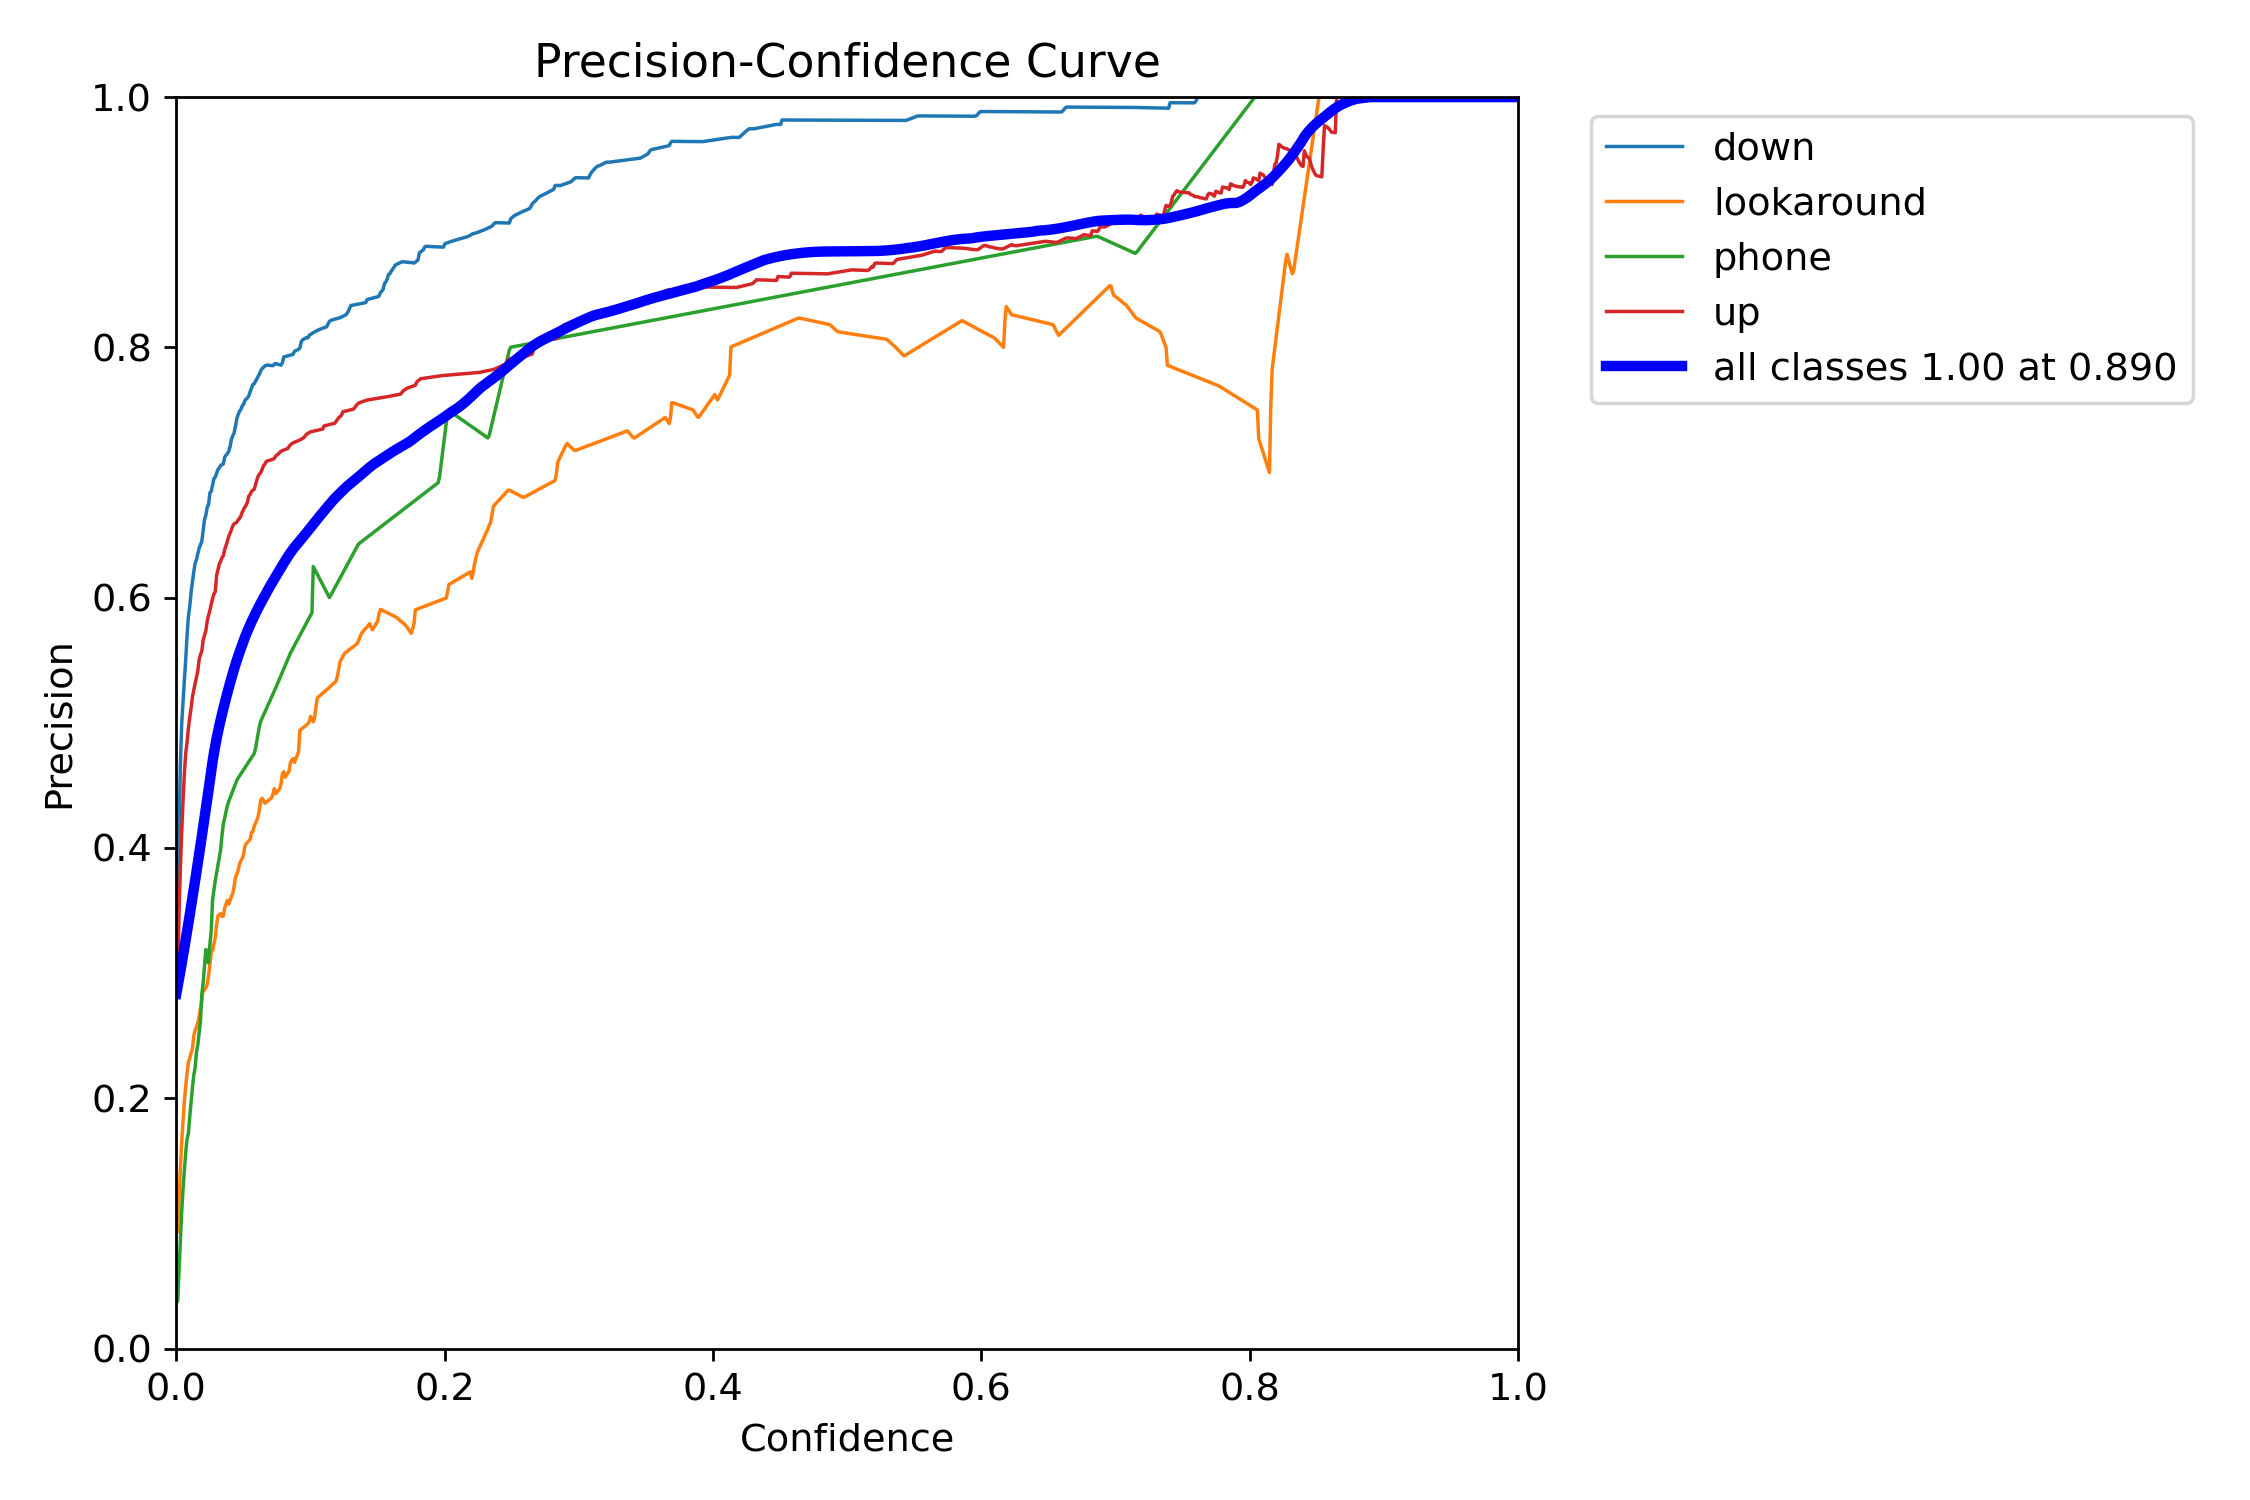 Precision-Confidence Curve
1.0
0.8
0.6
0.4
0.2
0.0
Precision
0.0 0.2 0.4 0.6 0.8 1.0
Confidence
down
lookaround
phone
up
all classes 1.00 at 0.890